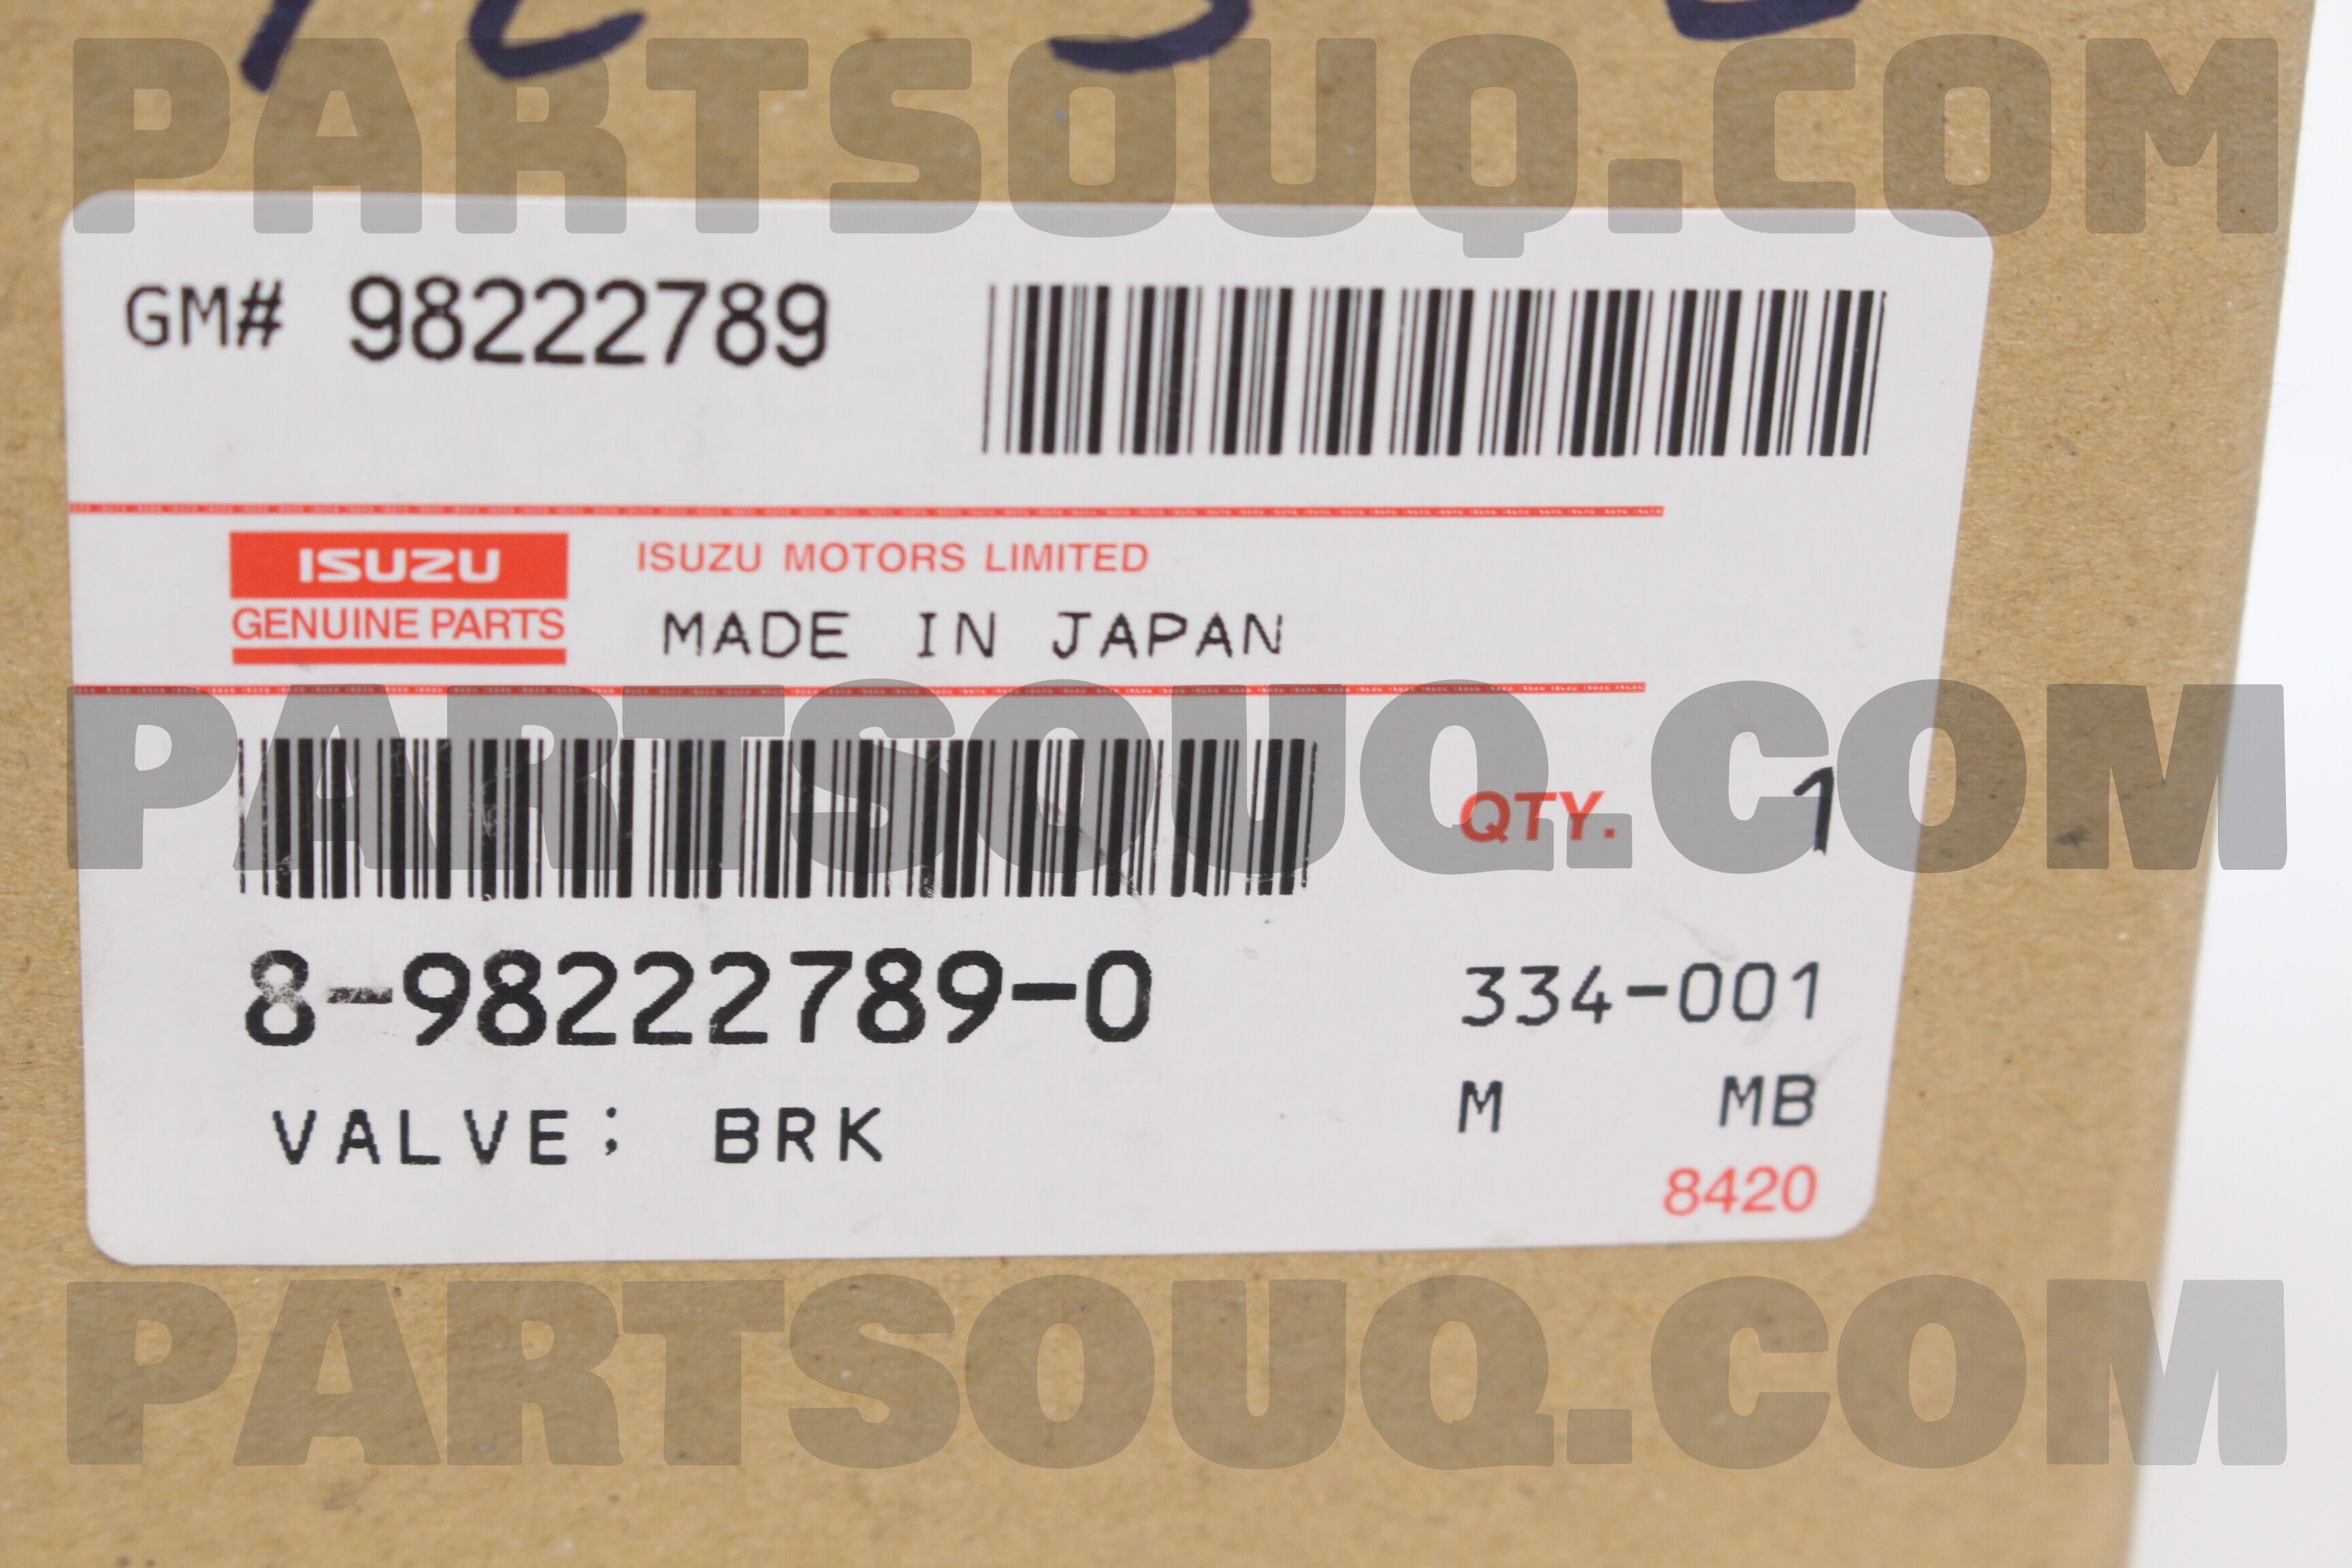 PARTSOUQ.COM
GM# 98222789
ISUZU
GENUINE PARTS
ISUZU MOTORS LIMITED
MADE IN JAPAN
PARTSOUQ.COM
QTY. 1
8-98222789-0
334-001
VALVE; BRK
M MB
8420
PARTSOUQ.COM